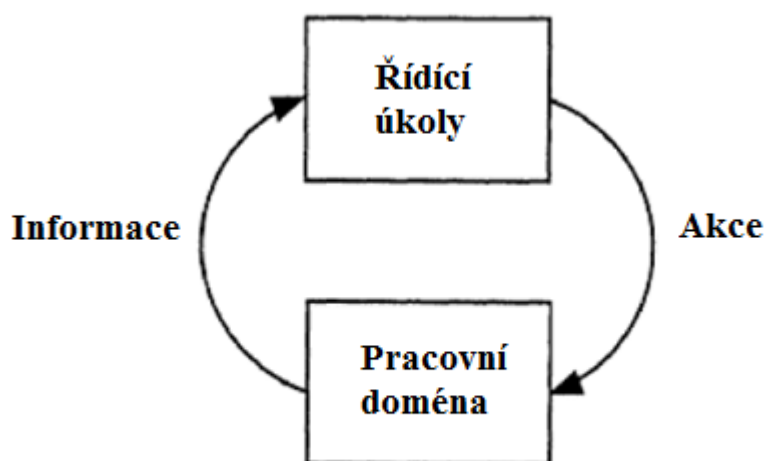 Řídící
úkoly
Informace
Akce
Pracovní
doména